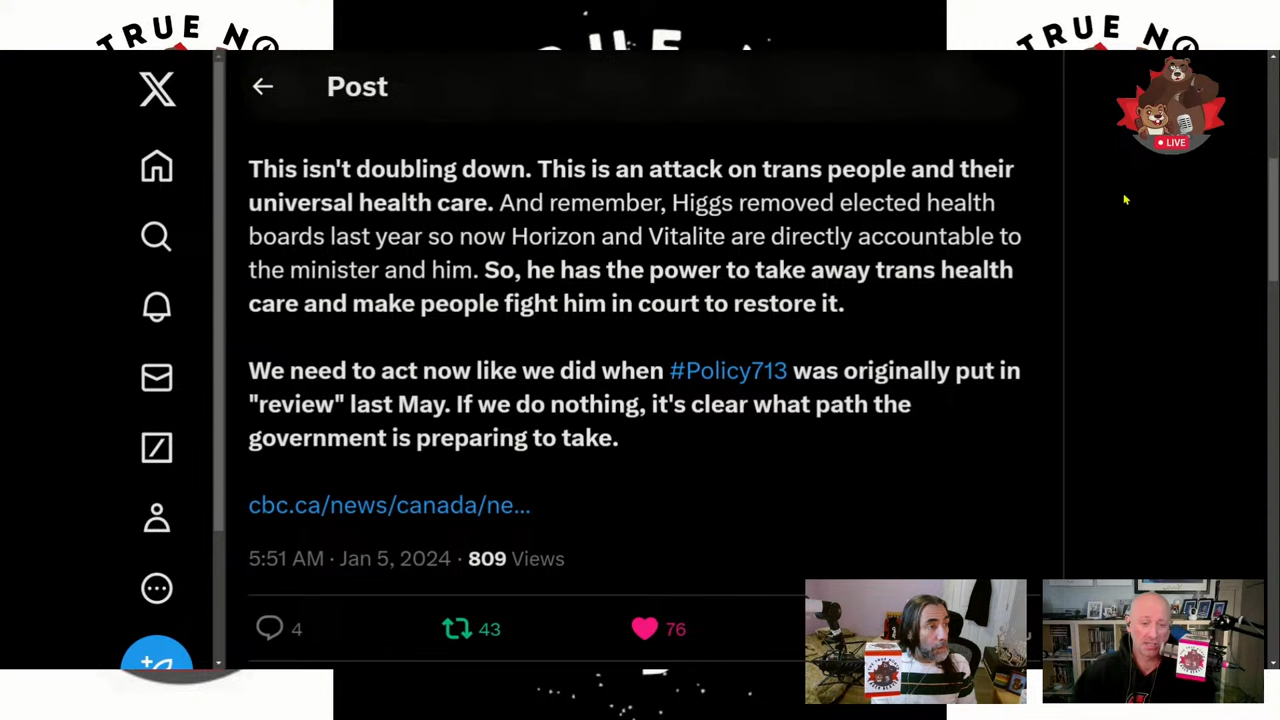 TRUE NO
TRUE NO
Post
LIVE
This isn't doubling down. This is an attack on trans people and their
universal health care. And remember, Higgs removed elected health
boards last year so now Horizon and Vitalite are directly accountable to
the minister and him. So, he has the power to take away trans health
care and make people fight him in court to restore it.
We need to act now like we did when #Policy713 was originally put in
"review" last May. If we do nothing, it's clear what path the
government is preparing to take.
cbc.ca/news/canada/ne...
5:51 AM · Jan 5, 2024 · 809 Views
4
43
76